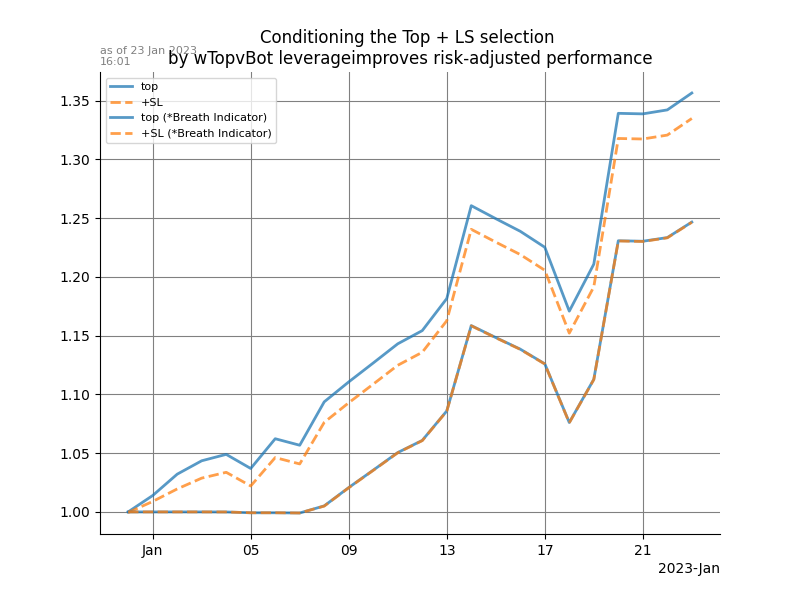 Conditioning the Top + LS selection
by wTopvBot leverageimproves risk-adjusted performance
as of 23 Jan 2023
16:01
top
+SL
top (*Breath Indicator)
+SL (*Breath Indicator)
1.35
1.30
1.25
1.20
1.15
1.10
1.05
1.00
Jan 05 09 13 17 21
2023-Jan